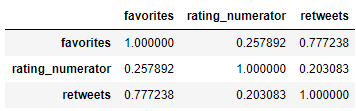 favorites rating_numerator retweets
favorites 1.000000 0.257892 0.777238
rating_numerator 0.257892 1.000000 0.203083
retweets 0.777238 0.203083 1.000000